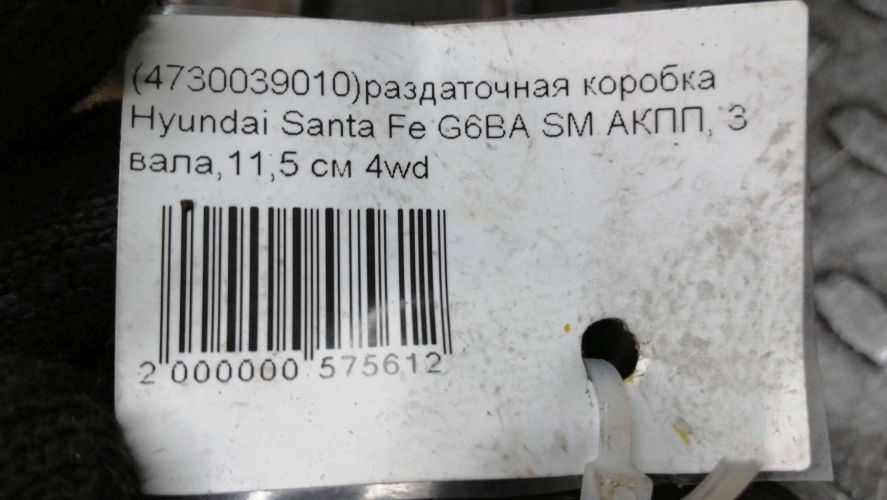 (4730039010)раздаточная коробка
Hyundai Santa Fe G6BA SM АКПП, 3
вала,11,5 см 4wd
2 000000 575612